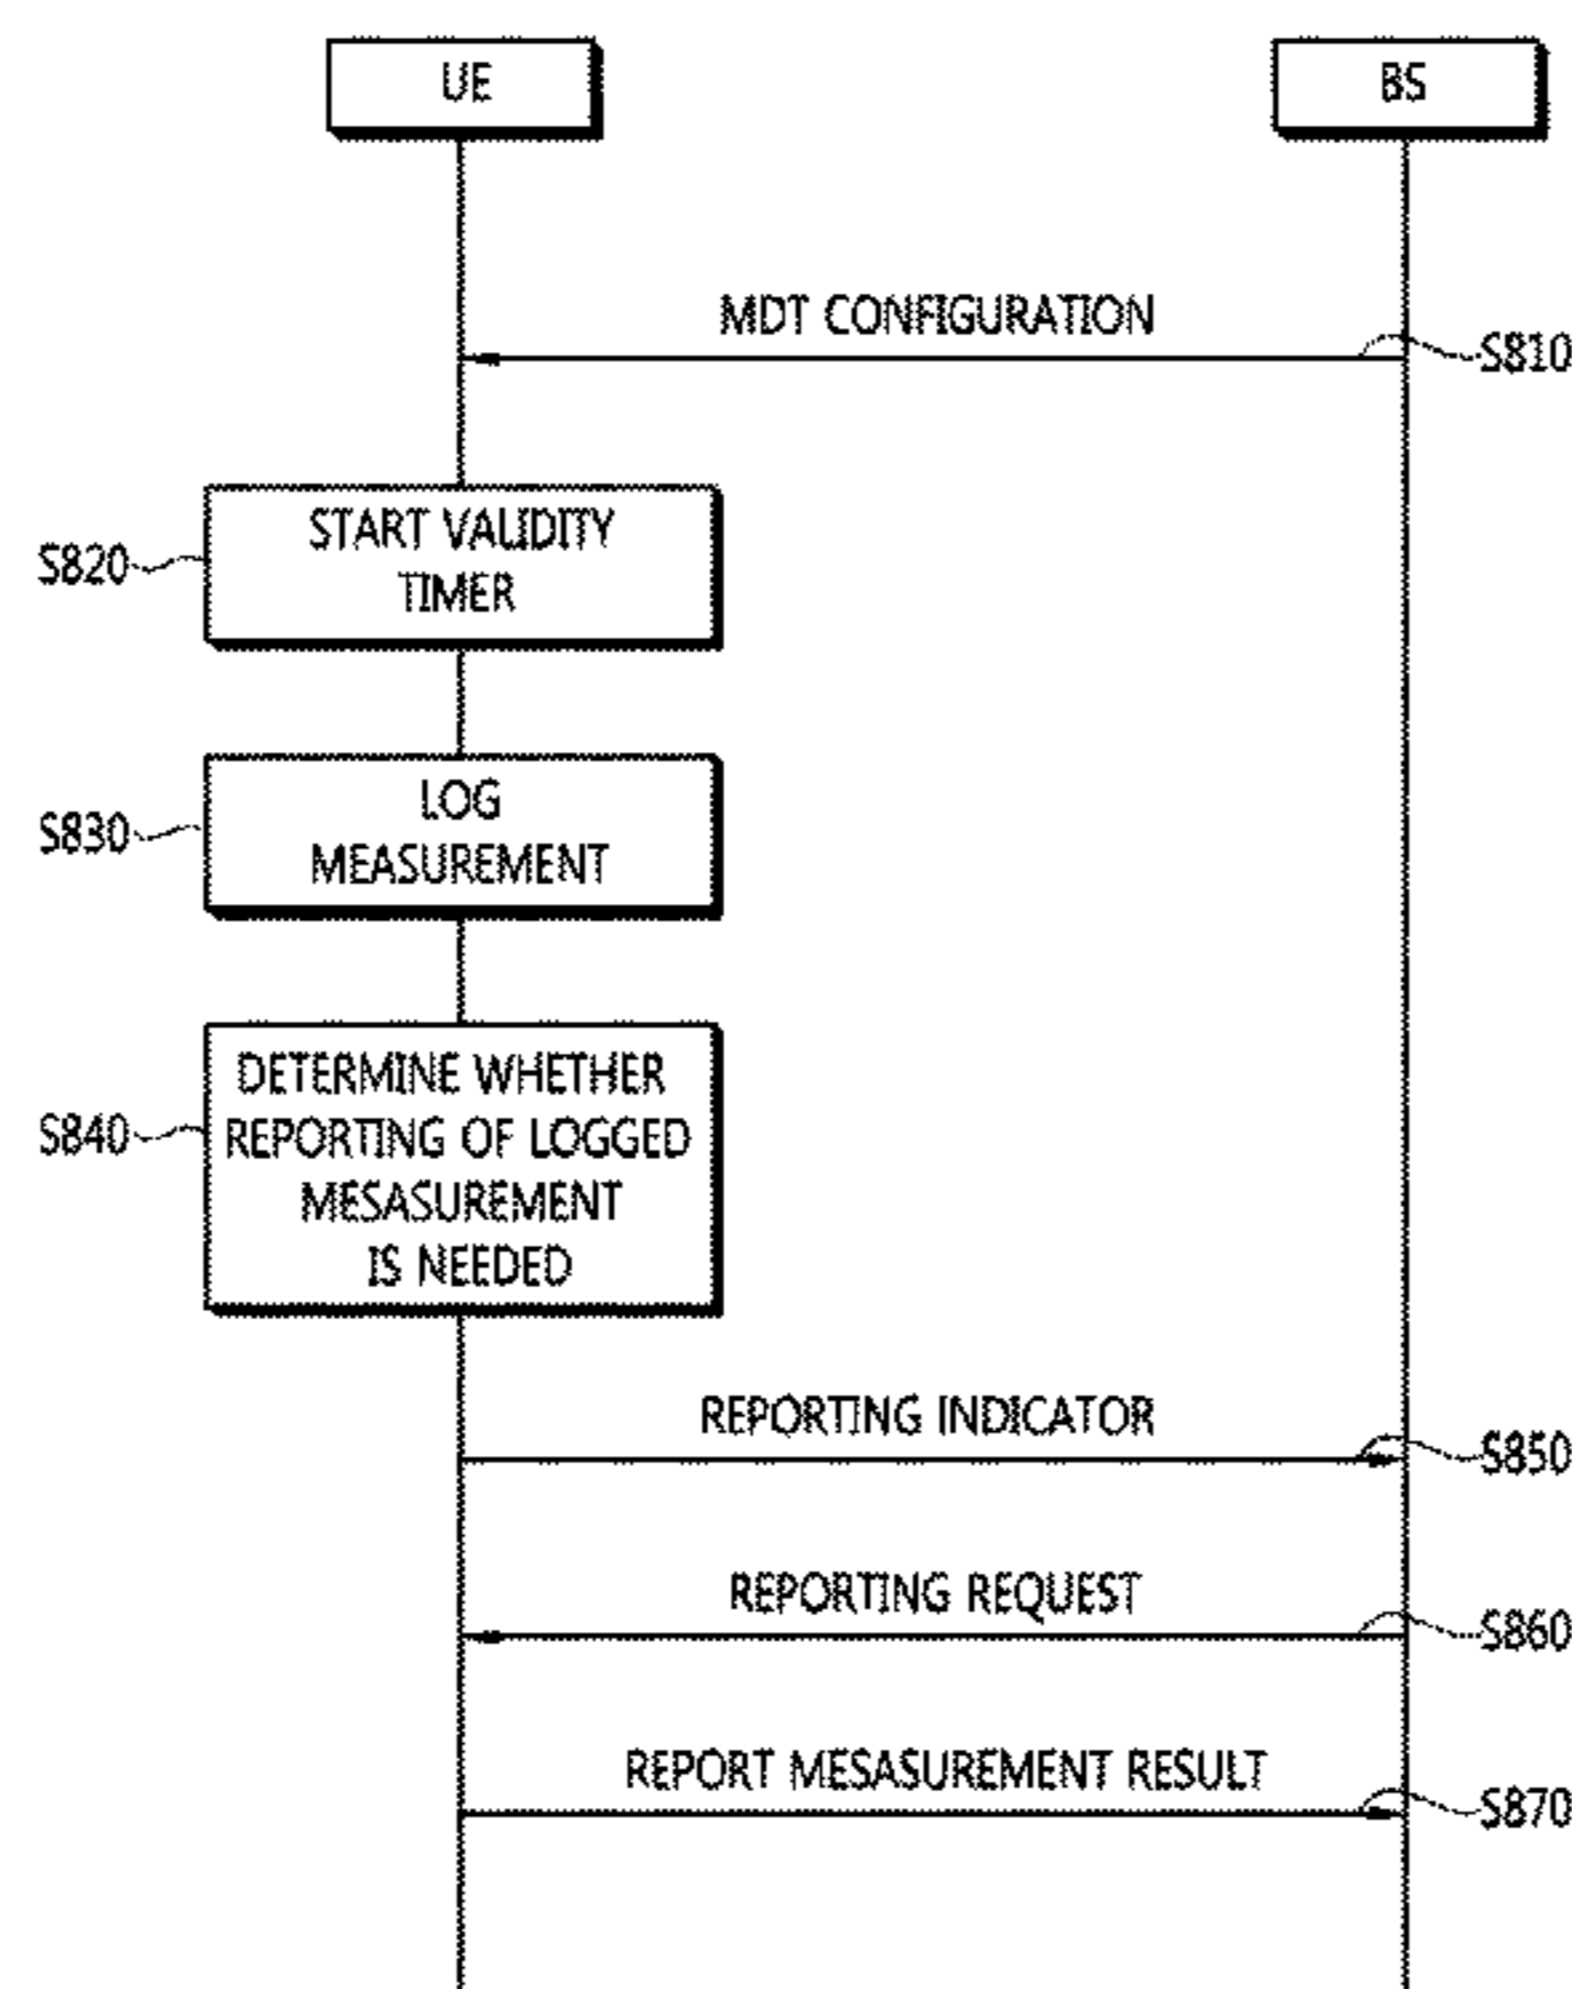 UE
BS
MDT CONFIGURATION
S810
START VALIDITY
TIMER
S820
LOG
MEASUREMENT
S830
DETERMINE WHETHER
REPORTING OF LOGGED
MESASUREMENT
IS NEEDED
S840
REPORTING INDICATOR
S850
REPORTING REQUEST
S860
REPORT MESASUREMENT RESULT
S870